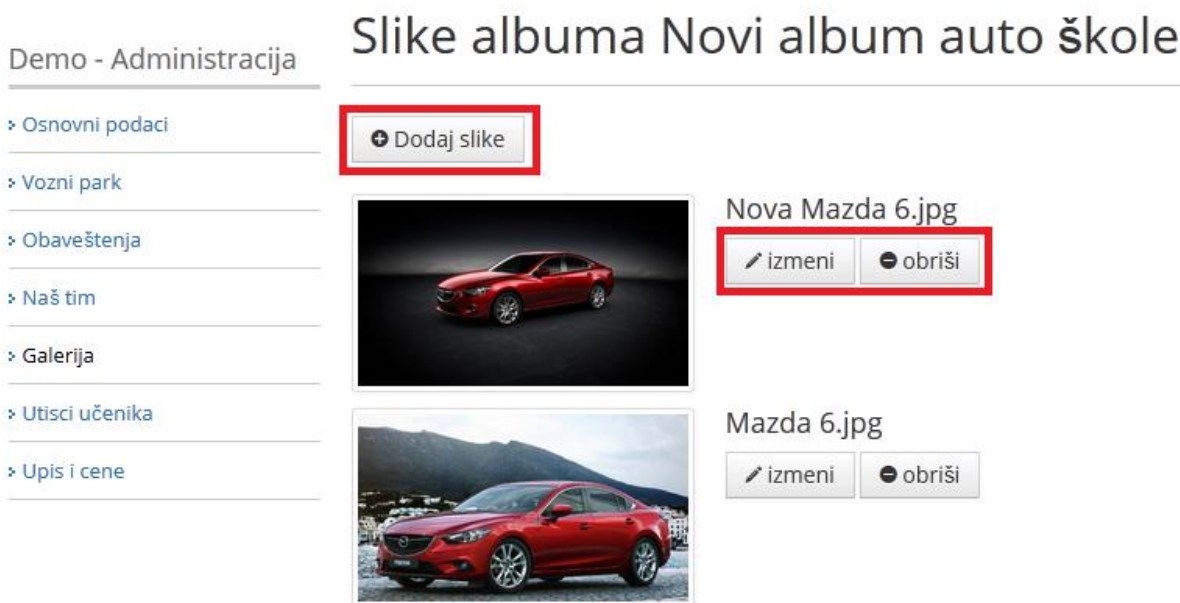 Slike albuma Novi album auto škole
Demo - Administracija
Osnovni podaci
Vozni park
Obaveštenja
Naš tim
Galerija
Utisci učenika
Upis i cene
Dodaj slike
Nova Mazda 6.jpg
izmeni obriši
Mazda 6.jpg
izmeni obriši